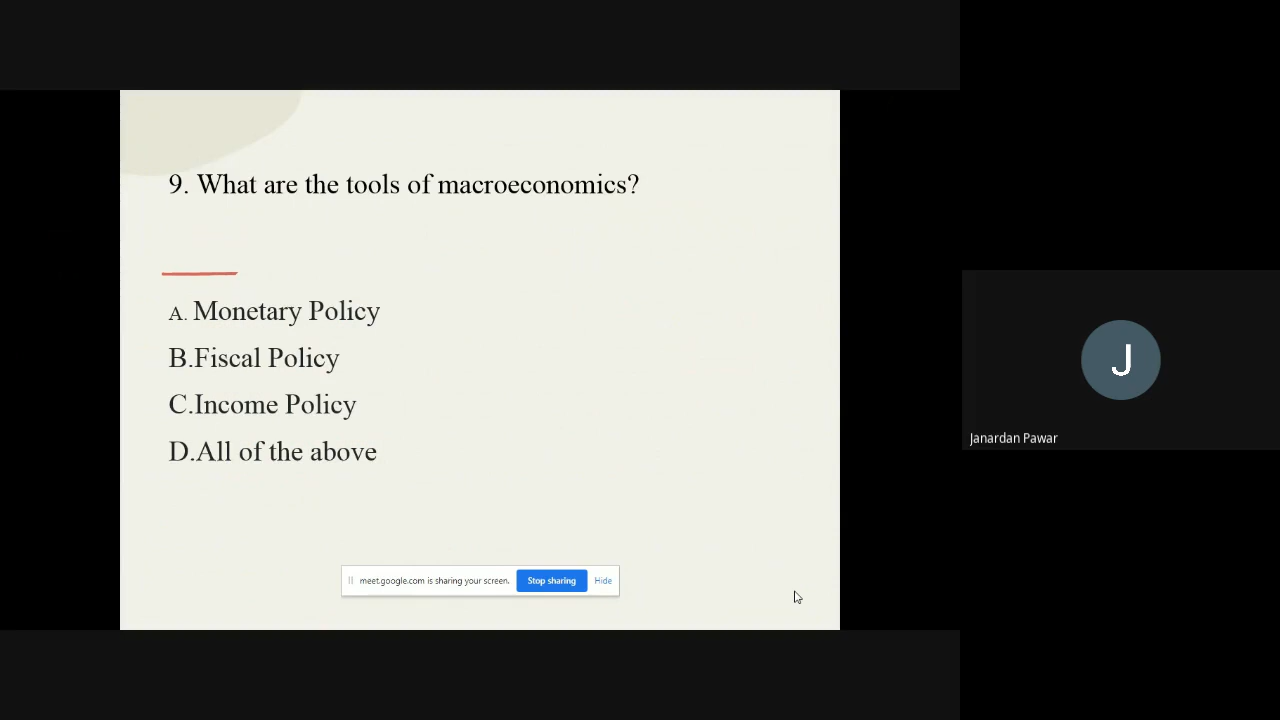 9. What are the tools of macroeconomics?
A. Monetary Policy
B.Fiscal Policy
C.Income Policy
D.All of the above
meet.google.com is sharing your screen. Stop sharing Hide
J
Janardan Pawar